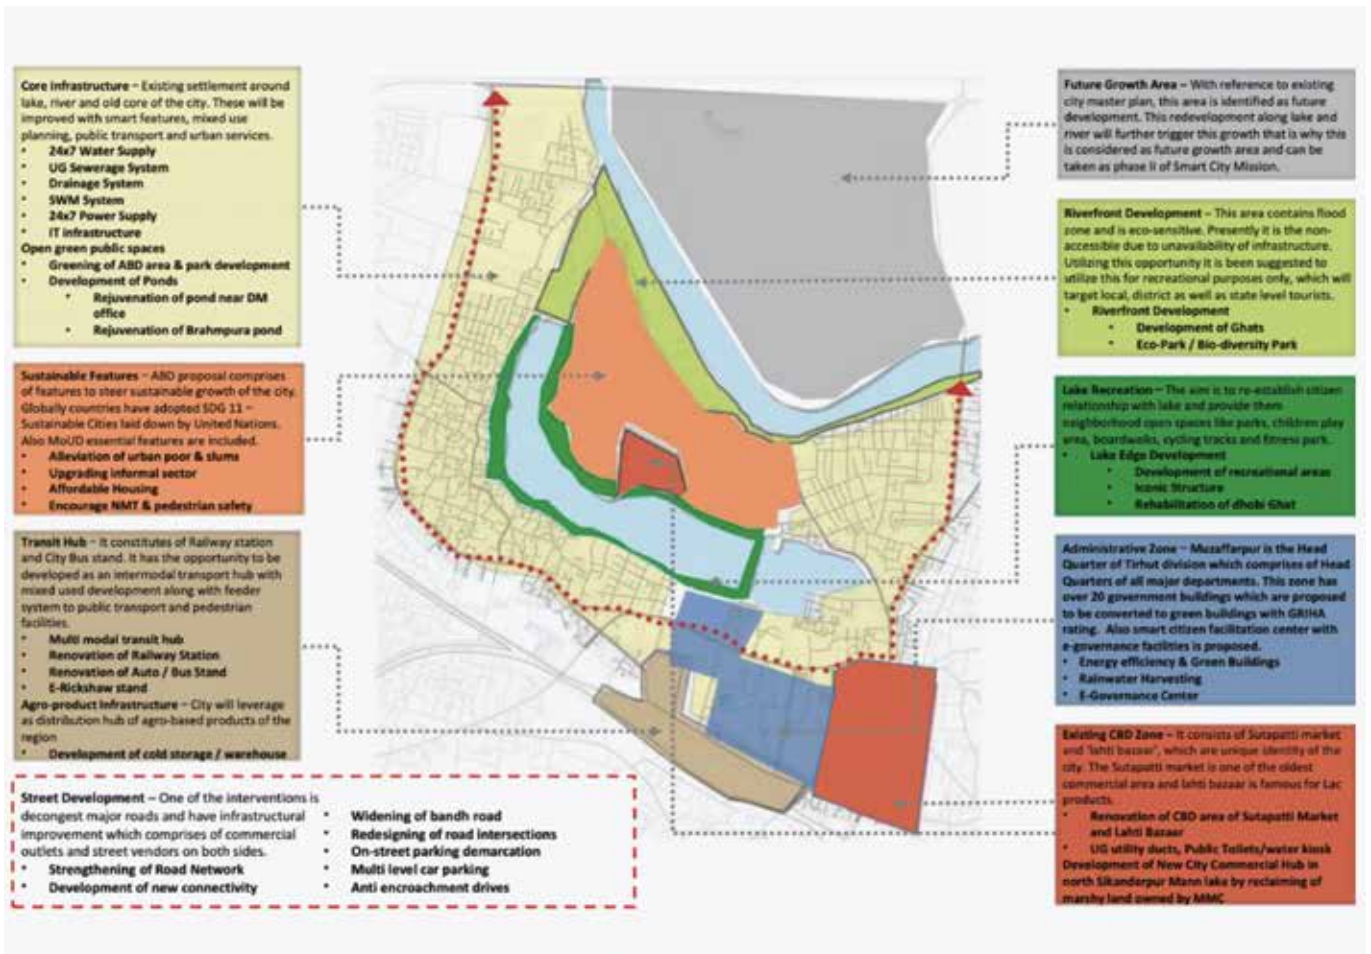 Core Infrastructure – Existing settlement around
lake, river and old core of the city. These will be
improved with smart features, mixed use
planning, public transport and urban services.
• 24x7 Water Supply
• UG Sewerage System
• Drainage System
• SWM System
• 24x7 Power Supply
• IT infrastructure
Open green public spaces
• Greening of ABD area & park development
• Development of Ponds
• Rejuvenation of pond near DM
office
• Rejuvenation of Brahmpura pond
Sustainable Features – ABD proposal comprises
of features to steer sustainable growth of the city.
Globally countries have adopted SDG 11 –
Sustainable Cities laid down by United Nations.
Also MoUD essential features are included.
• Alleviation of urban poor & slums
• Upgrading informal sector
• Affordable Housing
• Encourage NMT & pedestrian safety
Transit Hub – It constitutes of Railway station
and City Bus stand. It has the opportunity to be
developed as an intermodal transport hub with
mixed used development along with feeder
system to public transport and pedestrian
facilities.
• Multi modal transit hub
• Renovation of Railway Station
• Renovation of Auto / Bus Stand
• E-Rickshaw stand
Agro-product Infrastructure – City will leverage
as distribution hub of agro-based products of the
region
• Development of cold storage / warehouse
Street Development – One of the interventions is
decongest major roads and have infrastructural
improvement which comprises of commercial
outlets and street vendors on both sides.
• Strengthening of Road Network
• Development of new connectivity
• Widening of bandh road
• Redesigning of road intersections
• On-street parking demarcation
• Multi level car parking
• Anti encroachment drives
Future Growth Area – With reference to existing
city master plan, this area is identified as future
development. This redevelopment along lake and
river will further trigger this growth that is why this
is considered as future growth area and can be
taken as phase II of Smart City Mission.
Riverfront Development – This area contains flood
zone and is eco-sensitive. Presently it is the non-
accessible due to unavailability of infrastructure.
Utilizing this opportunity it is been suggested to
utilize this for recreational purposes only, which will
target local, district as well as state level tourists.
• Riverfront Development
• Development of Ghats
• Eco-Park / Bio-diversity Park
Lake Recreation – The aim is to re-establish citizen
relationship with lake and provide them
neighborhood open spaces like parks, children play
area, boardwalks, cycling tracks and fitness park.
• Lake Edge Development
• Development of recreational areas
• Iconic Structure
• Rehabilitation of dhobi Ghat
Administrative Zone – Muzaffarpur is the Head
Quarter of Tirhut division which comprises of Head
Quarters of all major departments. This zone has
over 20 government buildings which are proposed
to be converted to green buildings with GRIHA
rating. Also smart citizen facilitation center with
e-governance facilities is proposed.
• Energy efficiency & Green Buildings
• Rainwater Harvesting
• E-Governance Center
Existing CBD Zone – It consists of Sutapatti market
and 'lahti bazaar', which are unique identity of the
city. The Sutapatti market is one of the oldest
commercial area and lahti bazaar is famous for Lac
products.
• Renovation of CBD area of Sutapatti Market
and Lahti Bazaar
• UG utility ducts, Public Toilets/water kiosk
Development of New City Commercial Hub in
north Sikandarpur Mann lake by reclaiming of
marshy land owned by MMC